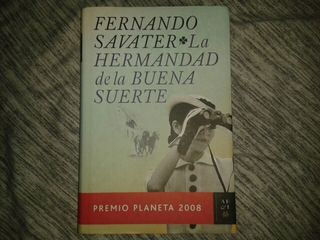 FERNANDO
SAVATER La
HERMANDAD
de la BUENA
SUERTE
PREMIO PLANETA 2008